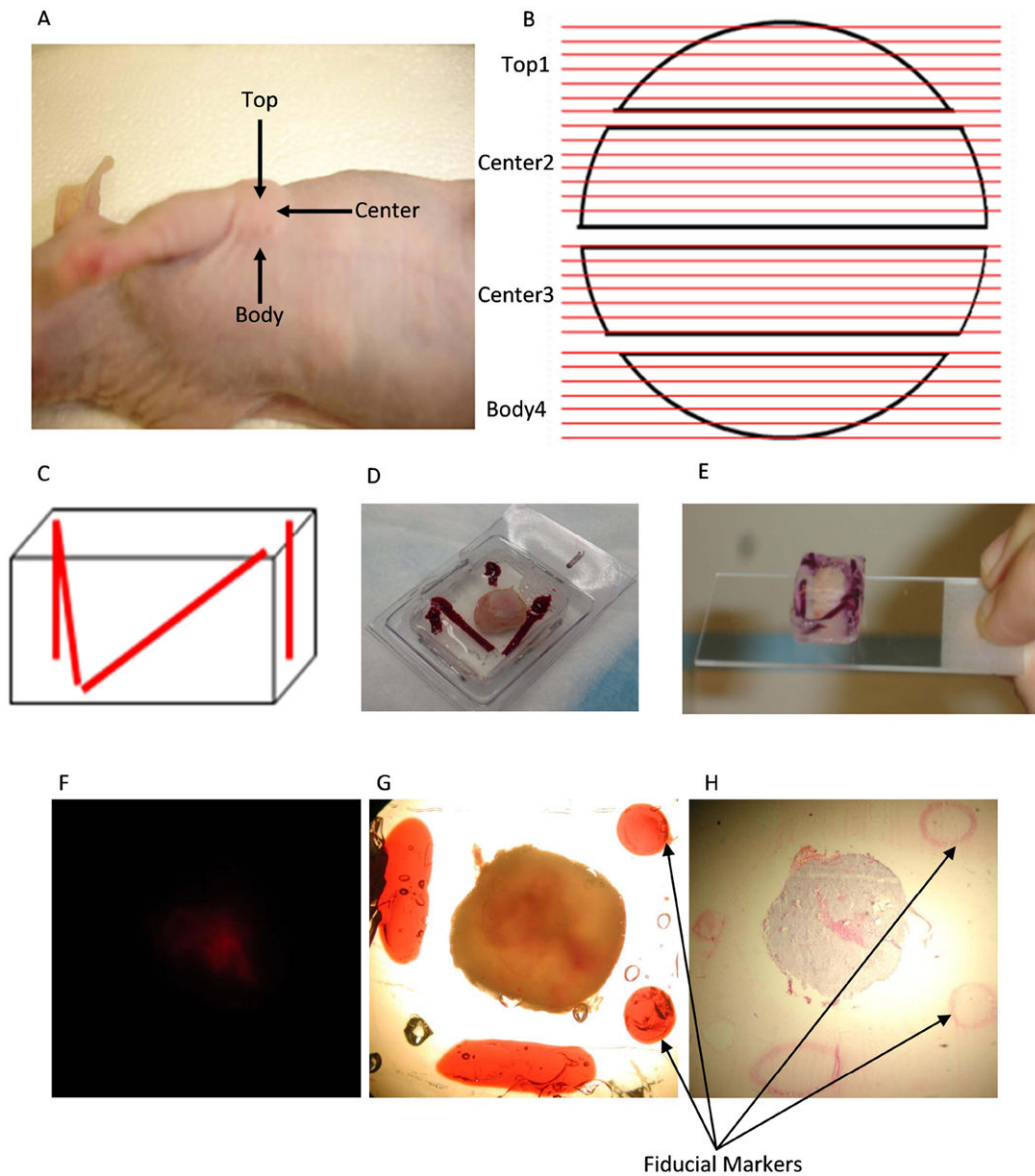 A
B
Top
Center
Body
Top1
Center2
Center3
Body4
C
D
E
F
G
H
Fiducial Markers